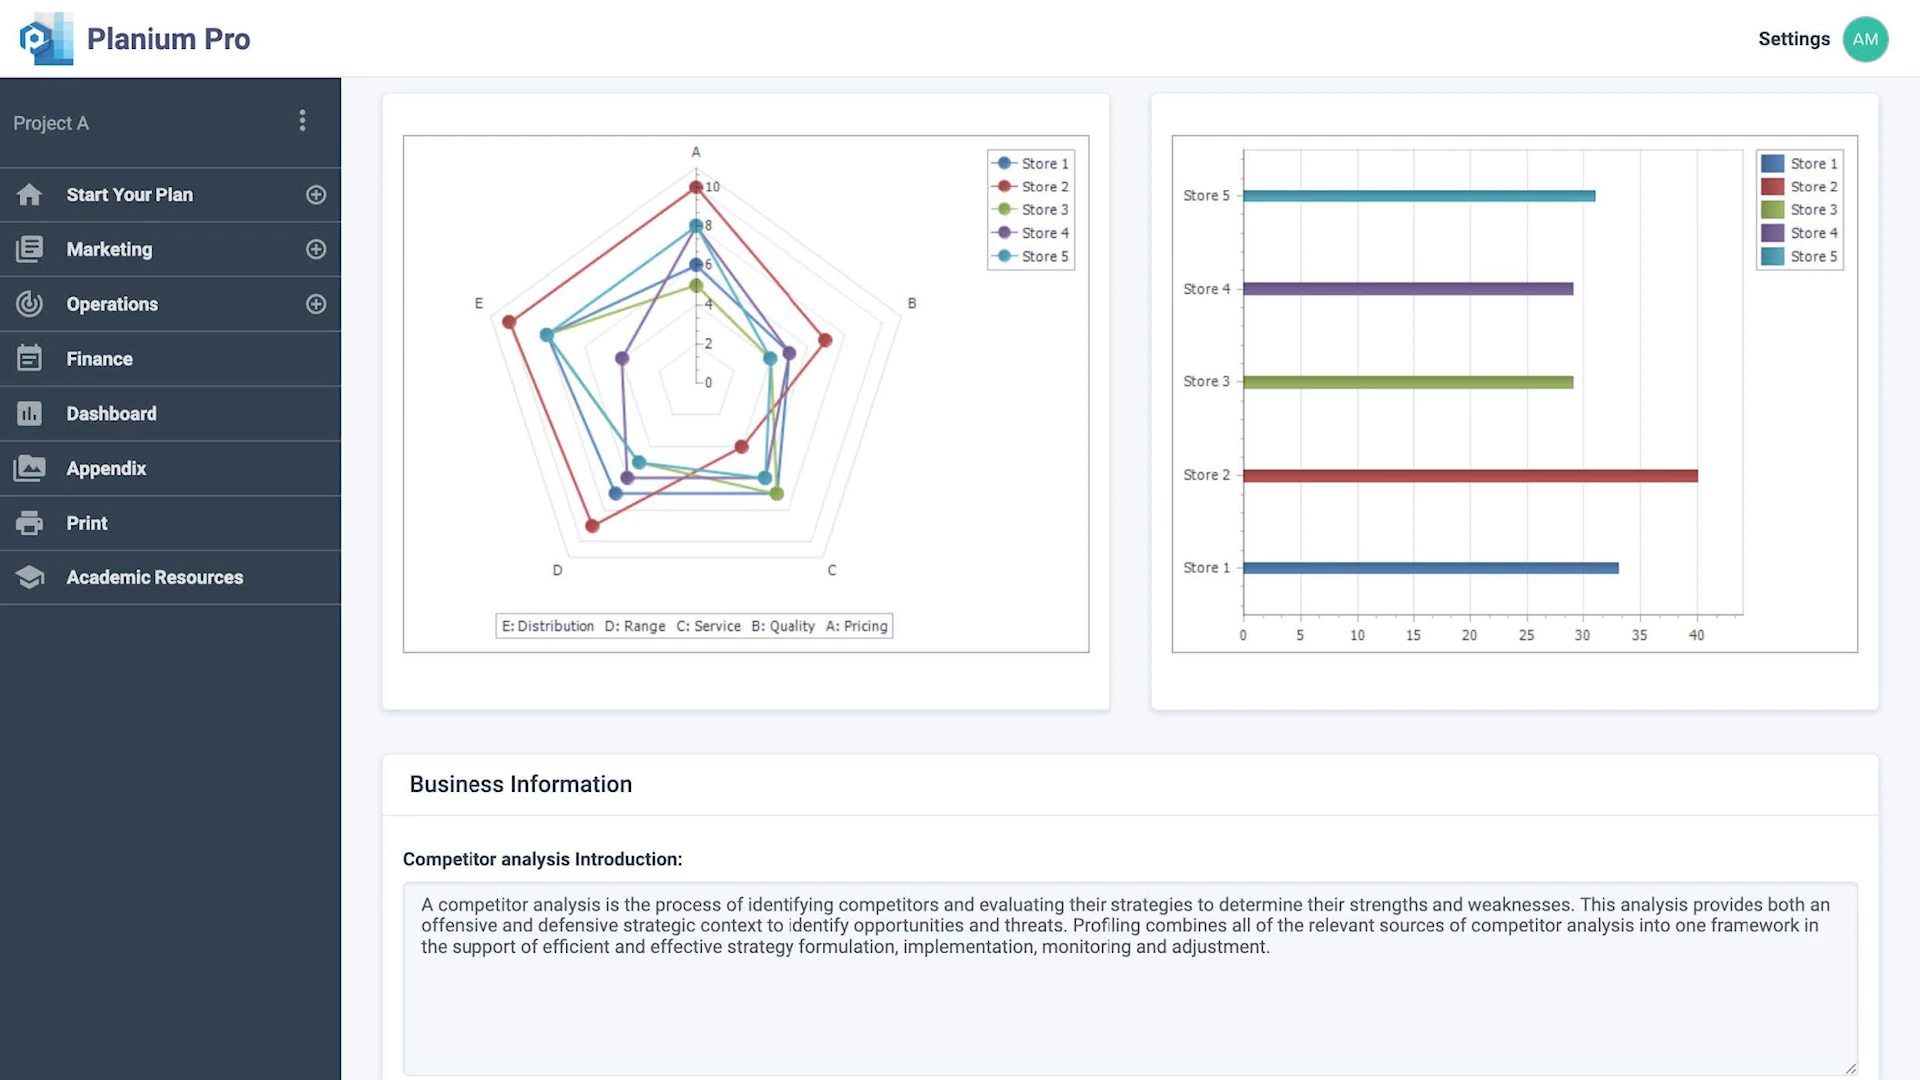 Planium Pro
Settings AM
Project A
Start Your Plan
Marketing
Operations
Finance
Dashboard
Appendix
Print
Academic Resources
A
B
C
D
E
10
8
6
4
2
0
Store 1
Store 2
Store 3
Store 4
Store 5
E: Distribution D: Range C: Service B: Quality A: Pricing
Store 5
Store 4
Store 3
Store 2
Store 1
0 5 10 15 20 25 30 35 40
Store 1
Store 2
Store 3
Store 4
Store 5
Business Information
Competitor analysis Introduction:
A competitor analysis is the process of identifying competitors and evaluating their strategies to determine their strengths and weaknesses. This analysis provides both an
offensive and defensive strategic context to identify opportunities and threats. Profiling combines all of the relevant sources of competitor analysis into one framework in
the support of efficient and effective strategy formulation, implementation, monitoring and adjustment.